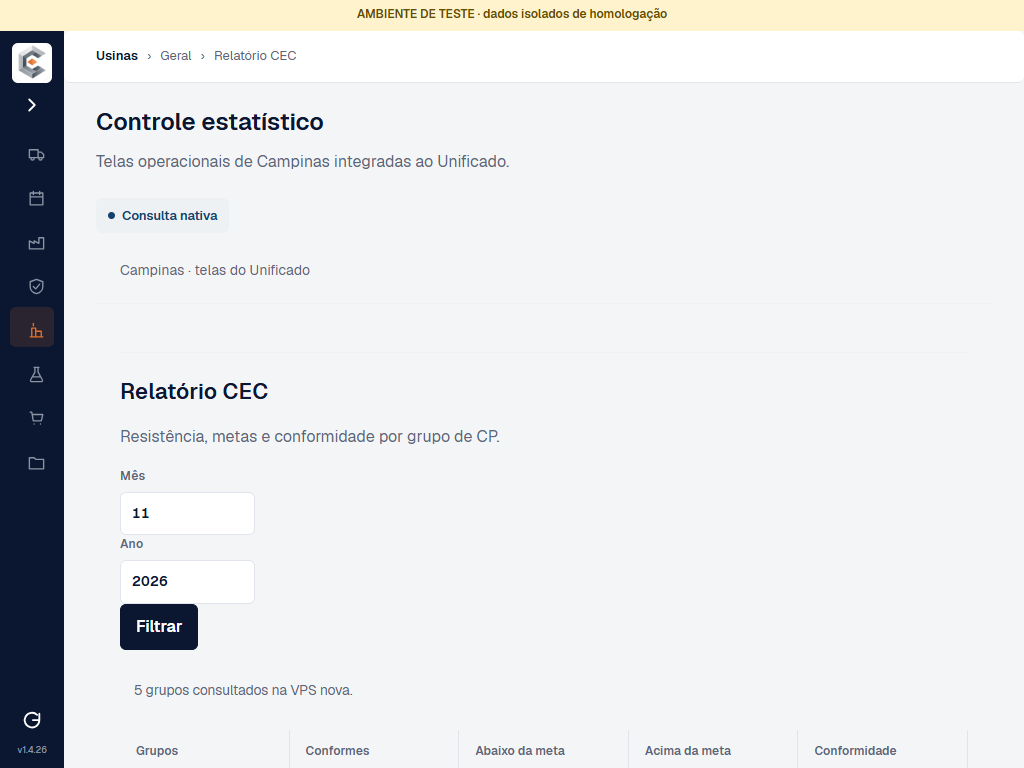 AMBIENTE DE TESTE · dados isolados de homologação
Usinas › Geral › Relatório CEC
Controle estatístico
Telas operacionais de Campinas integradas ao Unificado.
Consulta nativa
Campinas · telas do Unificado
Relatório CEC
Resistência, metas e conformidade por grupo de CP.
Mês
11
Ano
2026
Filtrar
5 grupos consultados na VPS nova.
Grupos Conformes Abaixo da meta Acima da meta Conformidade
v1.4.26